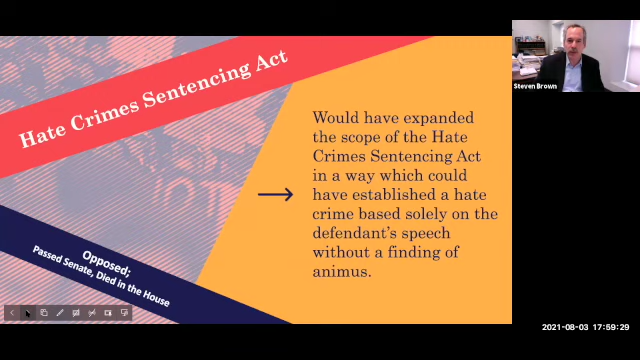 Hate Crimes Sentencing Act
Would have expanded
the scope of the Hate
Crimes Sentencing Act
in a way which could
have established a hate
crime based solely on the
defendant's speech
without a finding of
animus.
Opposed;
Passed Senate, Died in the House
Steven Brown
2021-08-03 17:59:29